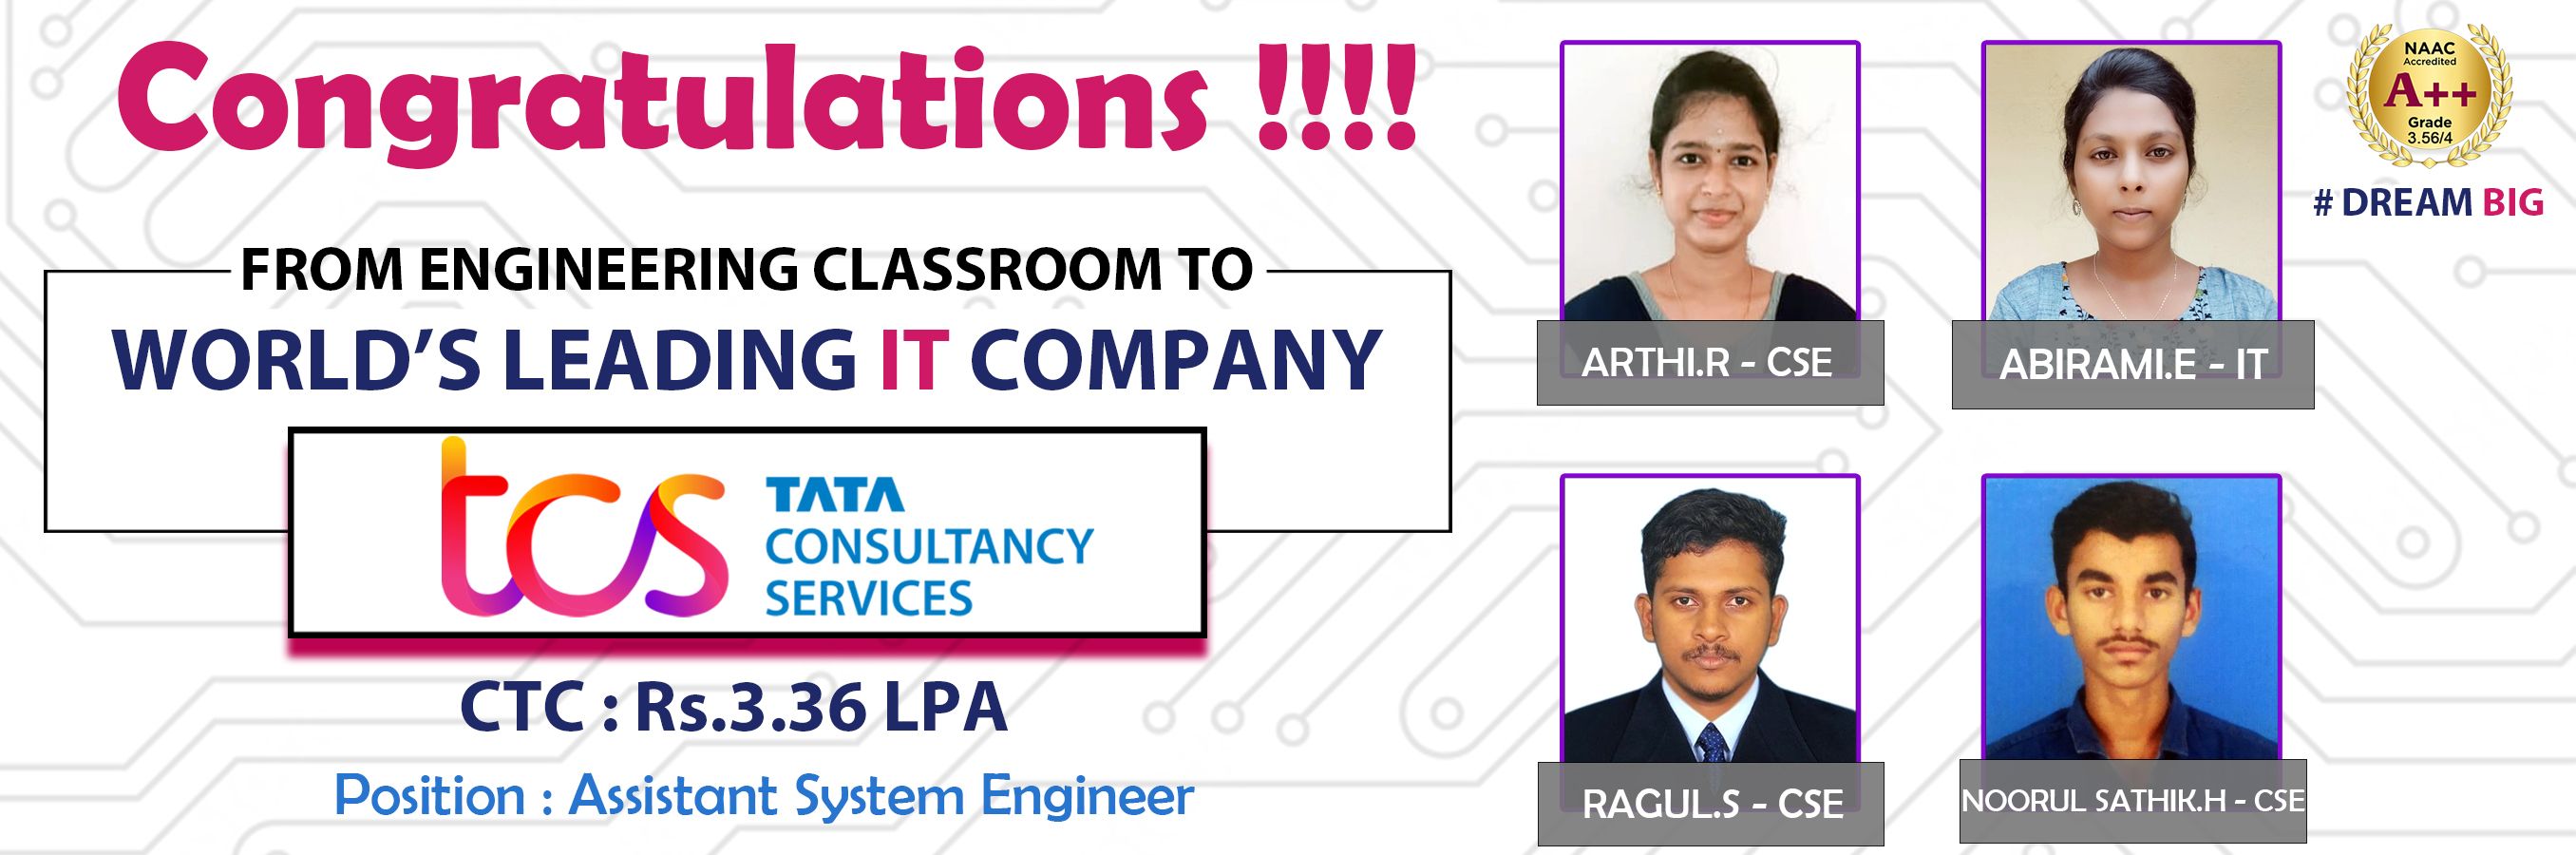 Congratulations !!!!
FROM ENGINEERING CLASSROOM TO
WORLD'S LEADING IT COMPANY
tcs
TATA
CONSULTANCY
SERVICES
CTC : Rs.3.36 LPA
Position : Assistant System Engineer
ARTHI.R - CSE
ABIRAMI.E - IT
RAGUL.S - CSE
NOORUL SATHIK.H - CSE
NAAC
Accredited
A++
Grade
3.56/4
# DREAM BIG